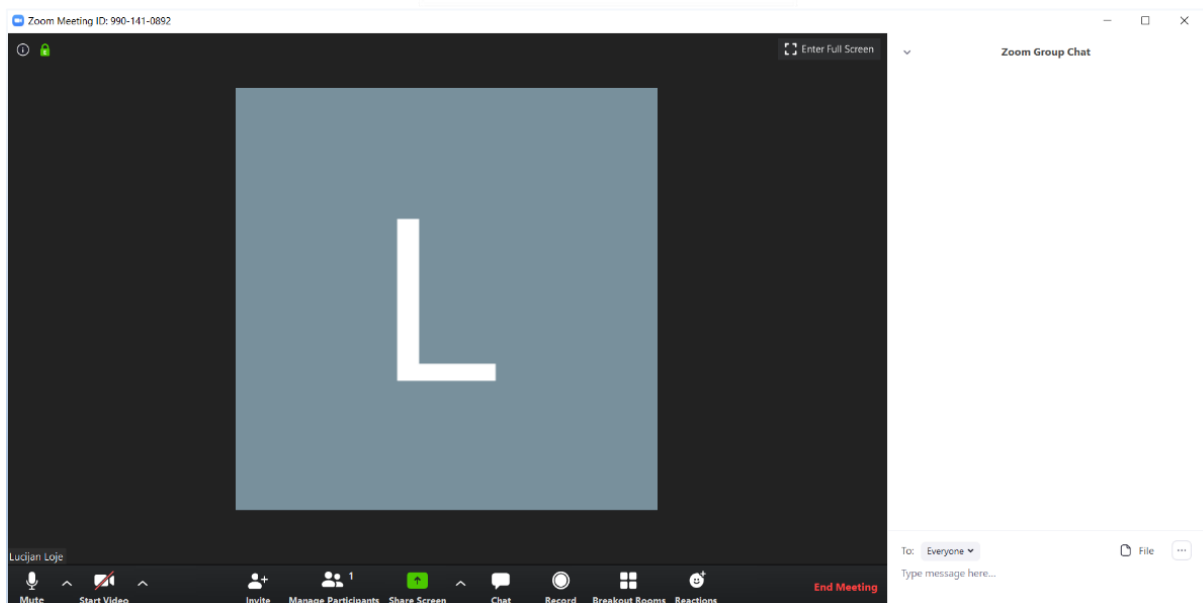 Zoom Meeting ID: 990-141-0892
Enter Full Screen
Zoom Group Chat
L
Lucijan Loje
To: Everyone
File
Type message here...
1
Mute
Start Video
Invite
Manage Participants
Share Screen
Chat
Record
Breakout Rooms
Reactions
End Meeting